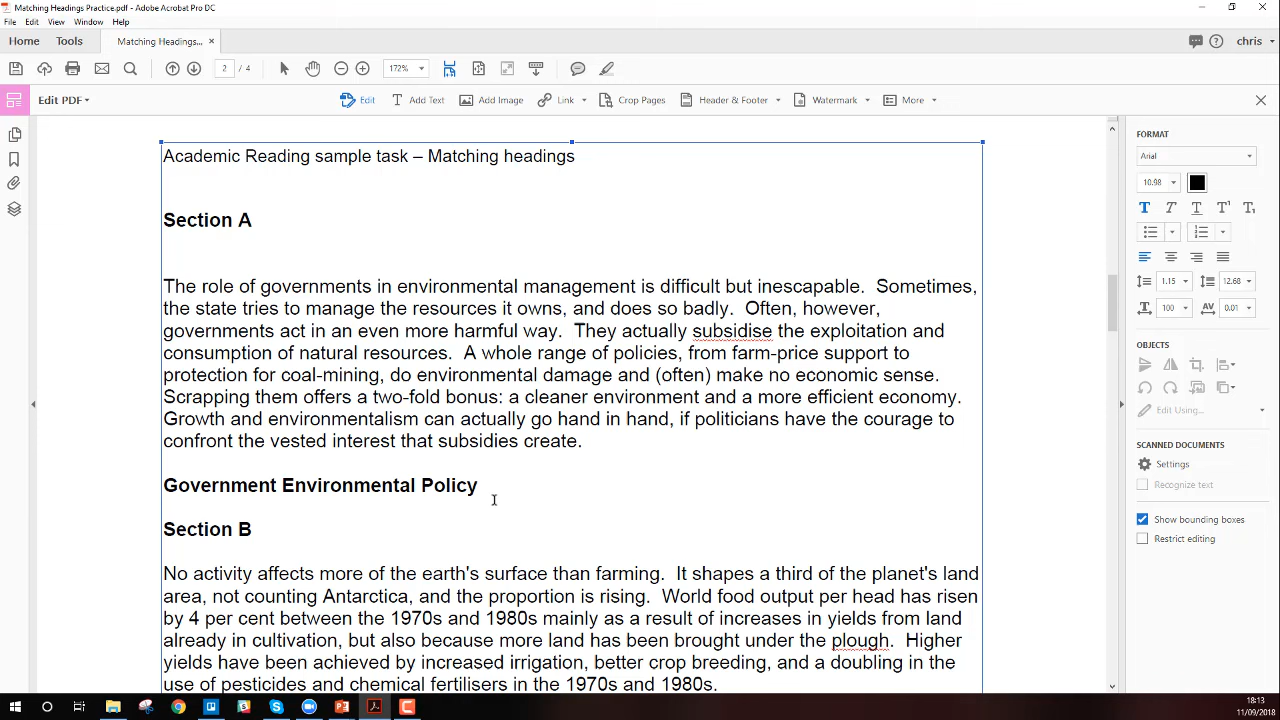 Matching Headings Practice.pdf - Adobe Acrobat Pro DC
File Edit View Window Help
Home Tools Matching Headings... × chris
2 / 4 172%
Edit PDF Edit Add Text Add Image Link Crop Pages Header & Footer Watermark More
Academic Reading sample task – Matching headings
Section A
The role of governments in environmental management is difficult but inescapable. Sometimes,
the state tries to manage the resources it owns, and does so badly. Often, however,
governments act in an even more harmful way. They actually subsidise the exploitation and
consumption of natural resources. A whole range of policies, from farm-price support to
protection for coal-mining, do environmental damage and (often) make no economic sense.
Scrapping them offers a two-fold bonus: a cleaner environment and a more efficient economy.
Growth and environmentalism can actually go hand in hand, if politicians have the courage to
confront the vested interest that subsidies create.
Government Environmental Policy
Section B
No activity affects more of the earth's surface than farming. It shapes a third of the planet's land
area, not counting Antarctica, and the proportion is rising. World food output per head has risen
by 4 per cent between the 1970s and 1980s mainly as a result of increases in yields from land
already in cultivation, but also because more land has been brought under the plough. Higher
yields have been achieved by increased irrigation, better crop breeding, and a doubling in the
use of pesticides and chemical fertilisers in the 1970s and 1980s.
FORMAT
Arial
10.98
T T T T¹ T₁
1.15 12.68
100 AV 0.01
OBJECTS
Edit Using...
SCANNED DOCUMENTS
Settings
Recognize text
Show bounding boxes
Restrict editing
18:13
11/09/2018